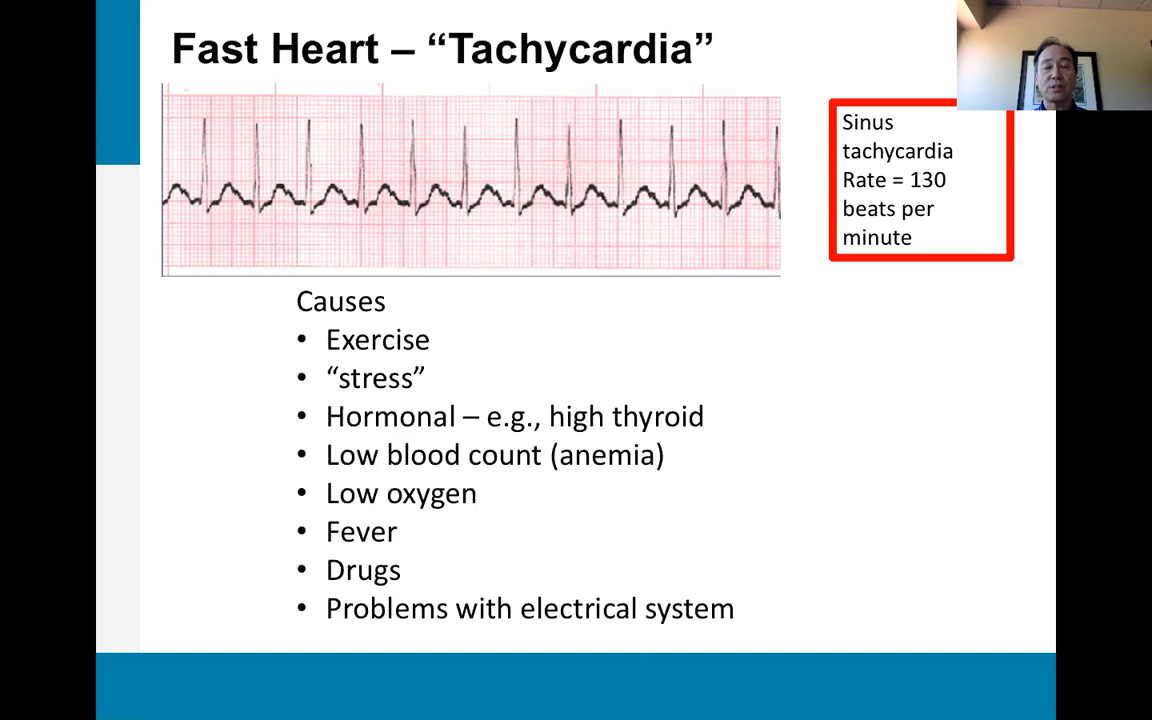 Fast Heart – “Tachycardia”
Sinus
tachycardia
Rate = 130
beats per
minute
Causes
• Exercise
• “stress”
• Hormonal – e.g., high thyroid
• Low blood count (anemia)
• Low oxygen
• Fever
• Drugs
• Problems with electrical system